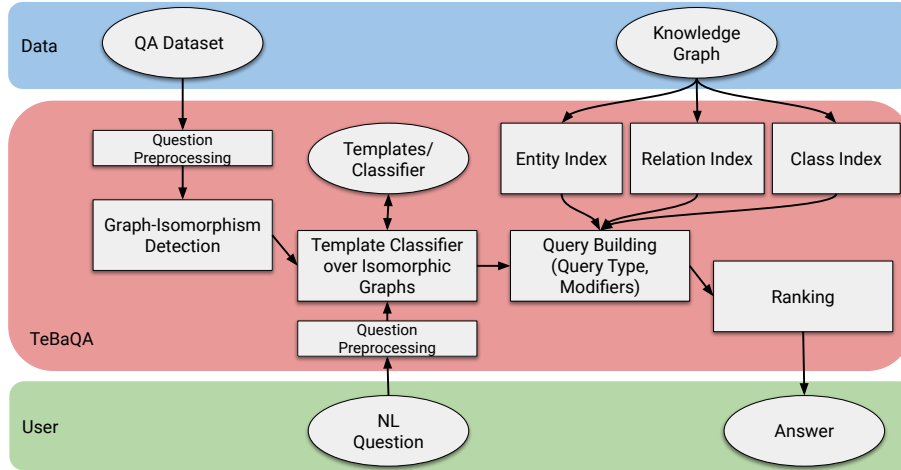 Data
QA Dataset
Knowledge
Graph
Question
Preprocessing
Templates/
Classifier
Entity Index
Relation Index
Class Index
Graph-Isomorphism
Detection
Template Classifier
over Isomorphic
Graphs
Query Building
(Query Type,
Modifiers)
Ranking
Question
Preprocessing
TeBaQA
User
NL
Question
Answer